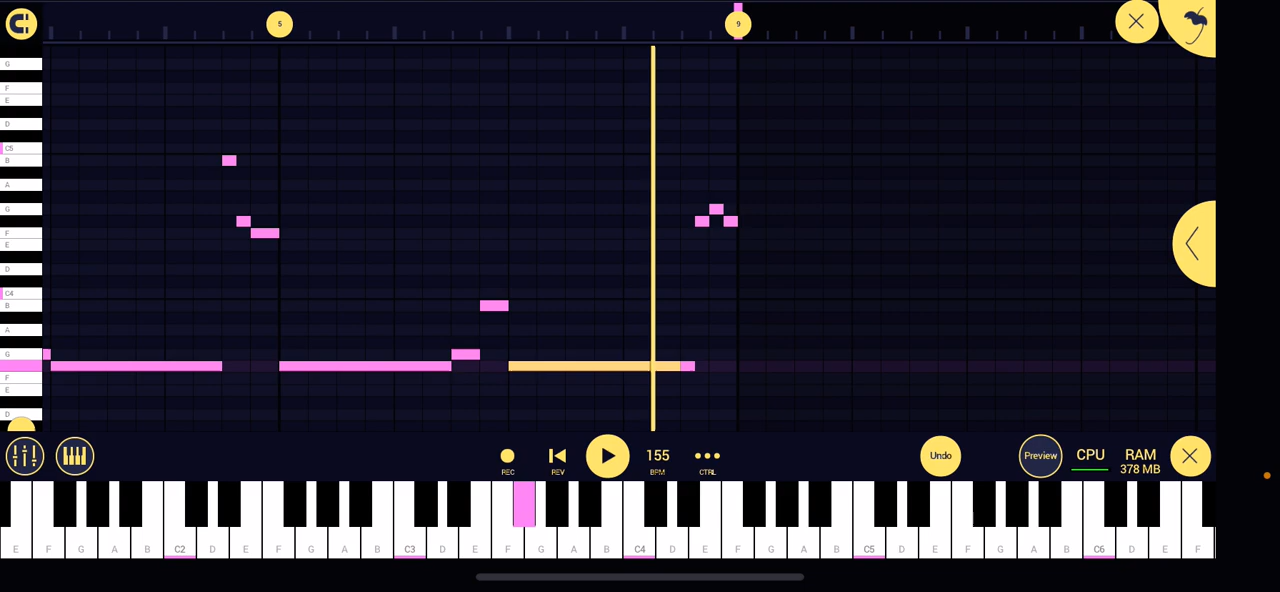 5 9
G
F
E
D
C5
B
A
G
F
E
D
C4
B
A
G
F
E
D
REC REV 155 BPM CTRL Undo Preview CPU RAM 378 MB
E F G A B C2 D E F G A B C3 D E F G A B C4 D E F G A B C5 D E F G A B C6 D E F